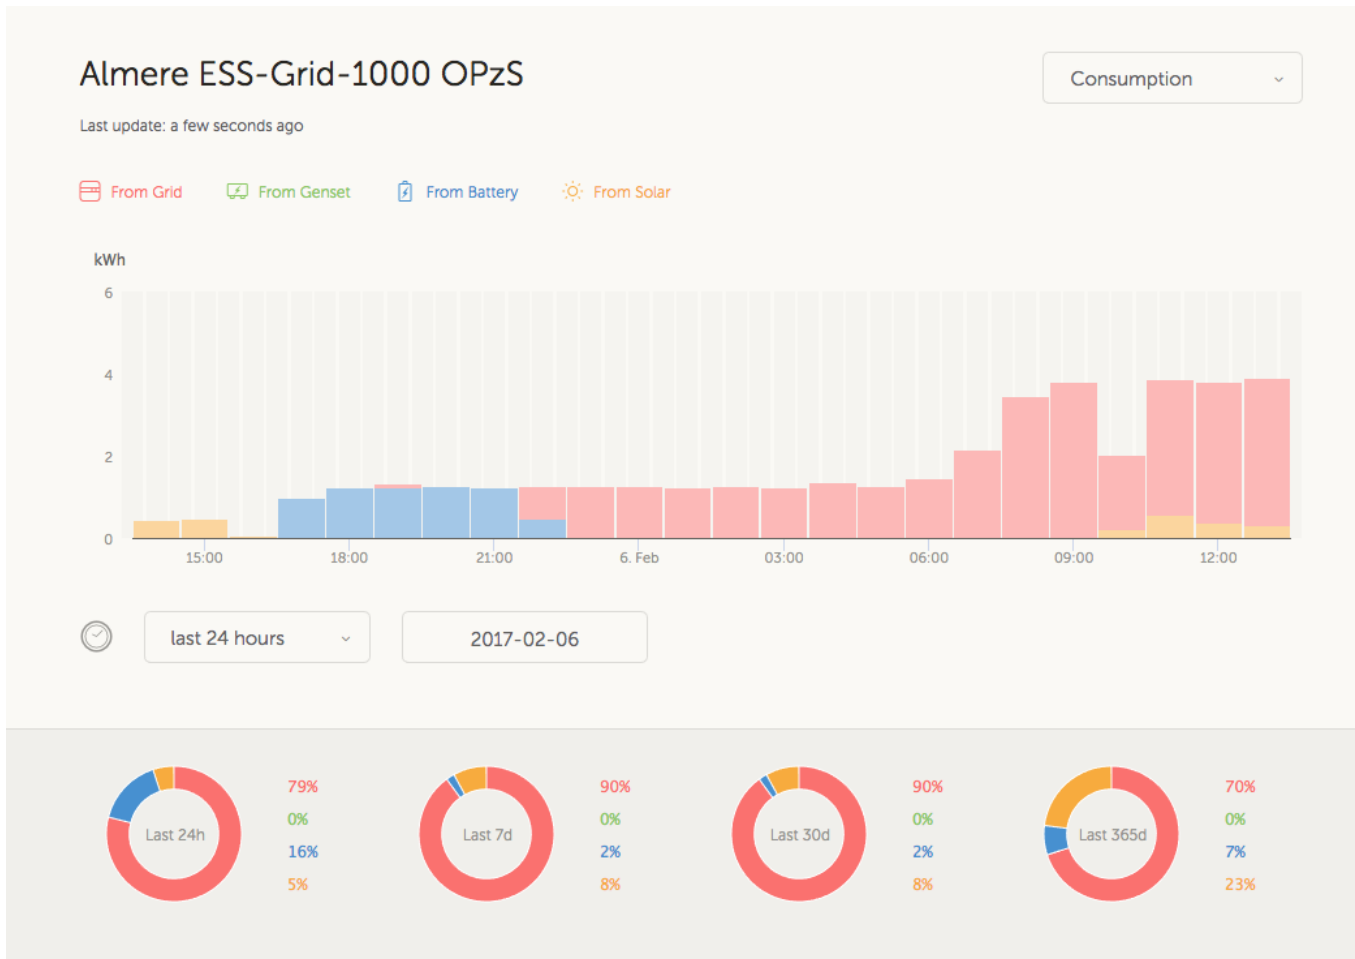 Almere ESS-Grid-1000 OPzS
Consumption
Last update: a few seconds ago
From Grid From Genset From Battery From Solar
kWh
6
4
2
0
15:00 18:00 21:00 6. Feb 03:00 06:00 09:00 12:00
last 24 hours 2017-02-06
Last 24h
79%
0%
16%
5%
Last 7d
90%
0%
2%
8%
Last 30d
90%
0%
2%
8%
Last 365d
70%
0%
7%
23%